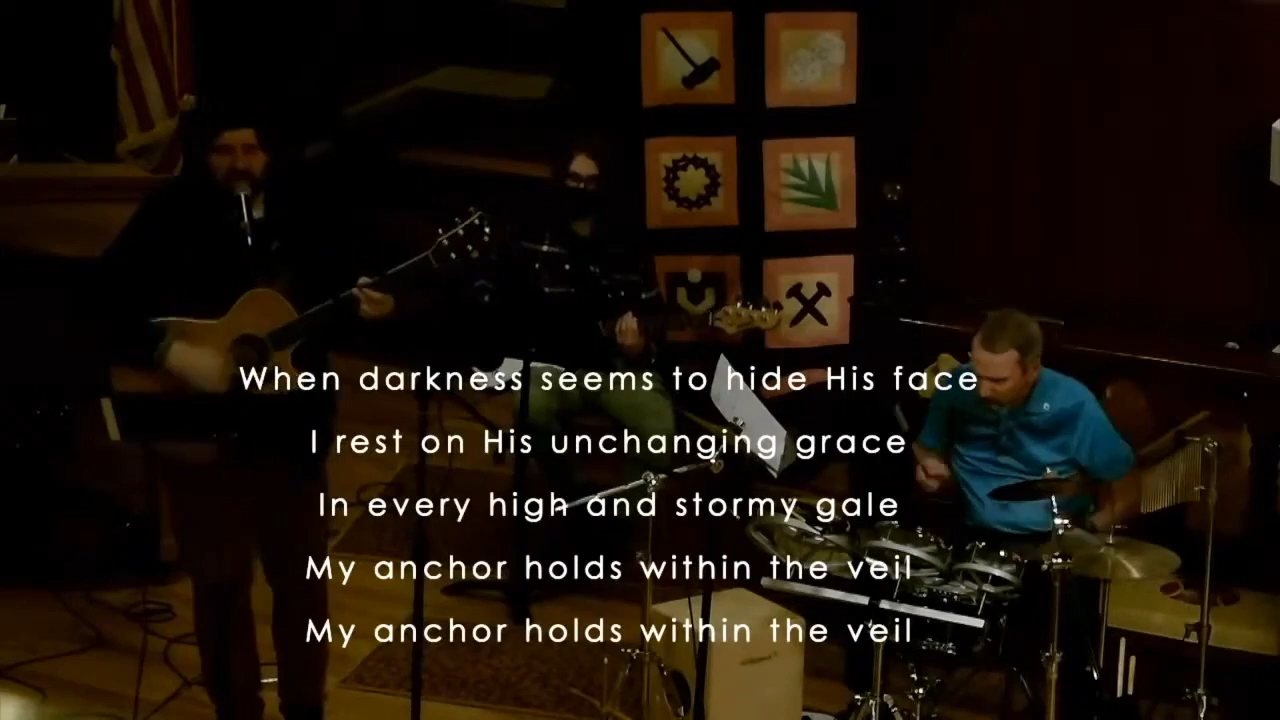 When darkness seems to hide His face
I rest on His unchanging grace
In every high and stormy gale
My anchor holds within the veil
My anchor holds within the veil